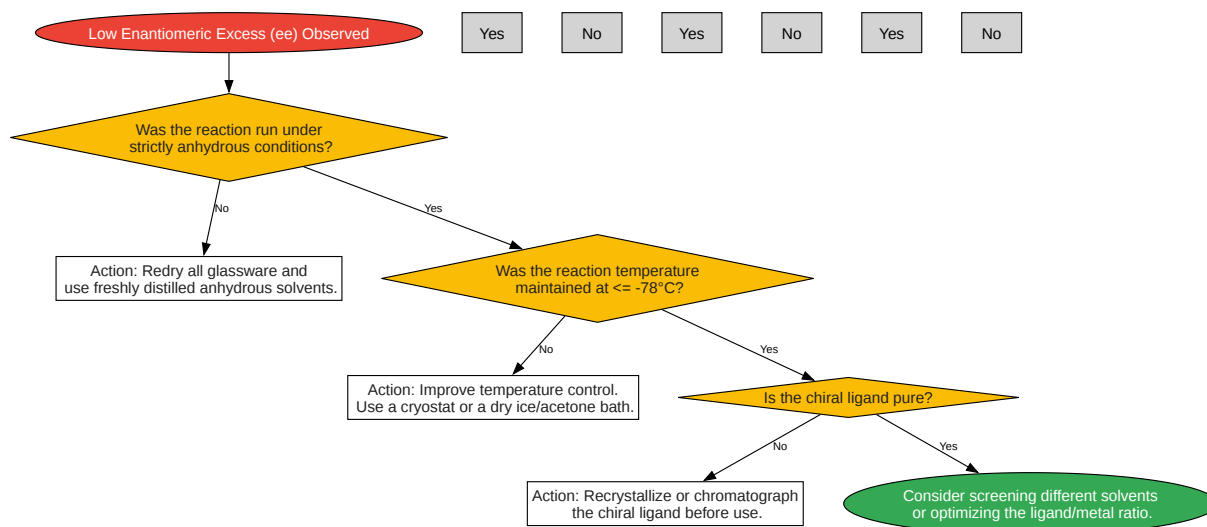 Low Enantiomeric Excess (ee) Observed
Yes
No
Yes
No
Yes
No
Was the reaction run under
strictly anhydrous conditions?
No
Yes
Action: Redry all glassware and
use freshly distilled anhydrous solvents.
Was the reaction temperature
maintained at <= -78°C?
No
Yes
Action: Improve temperature control.
Use a cryostat or a dry ice/acetone bath.
Is the chiral ligand pure?
No
Yes
Action: Recrystallize or chromatograph
the chiral ligand before use.
Consider screening different solvents
or optimizing the ligand/metal ratio.